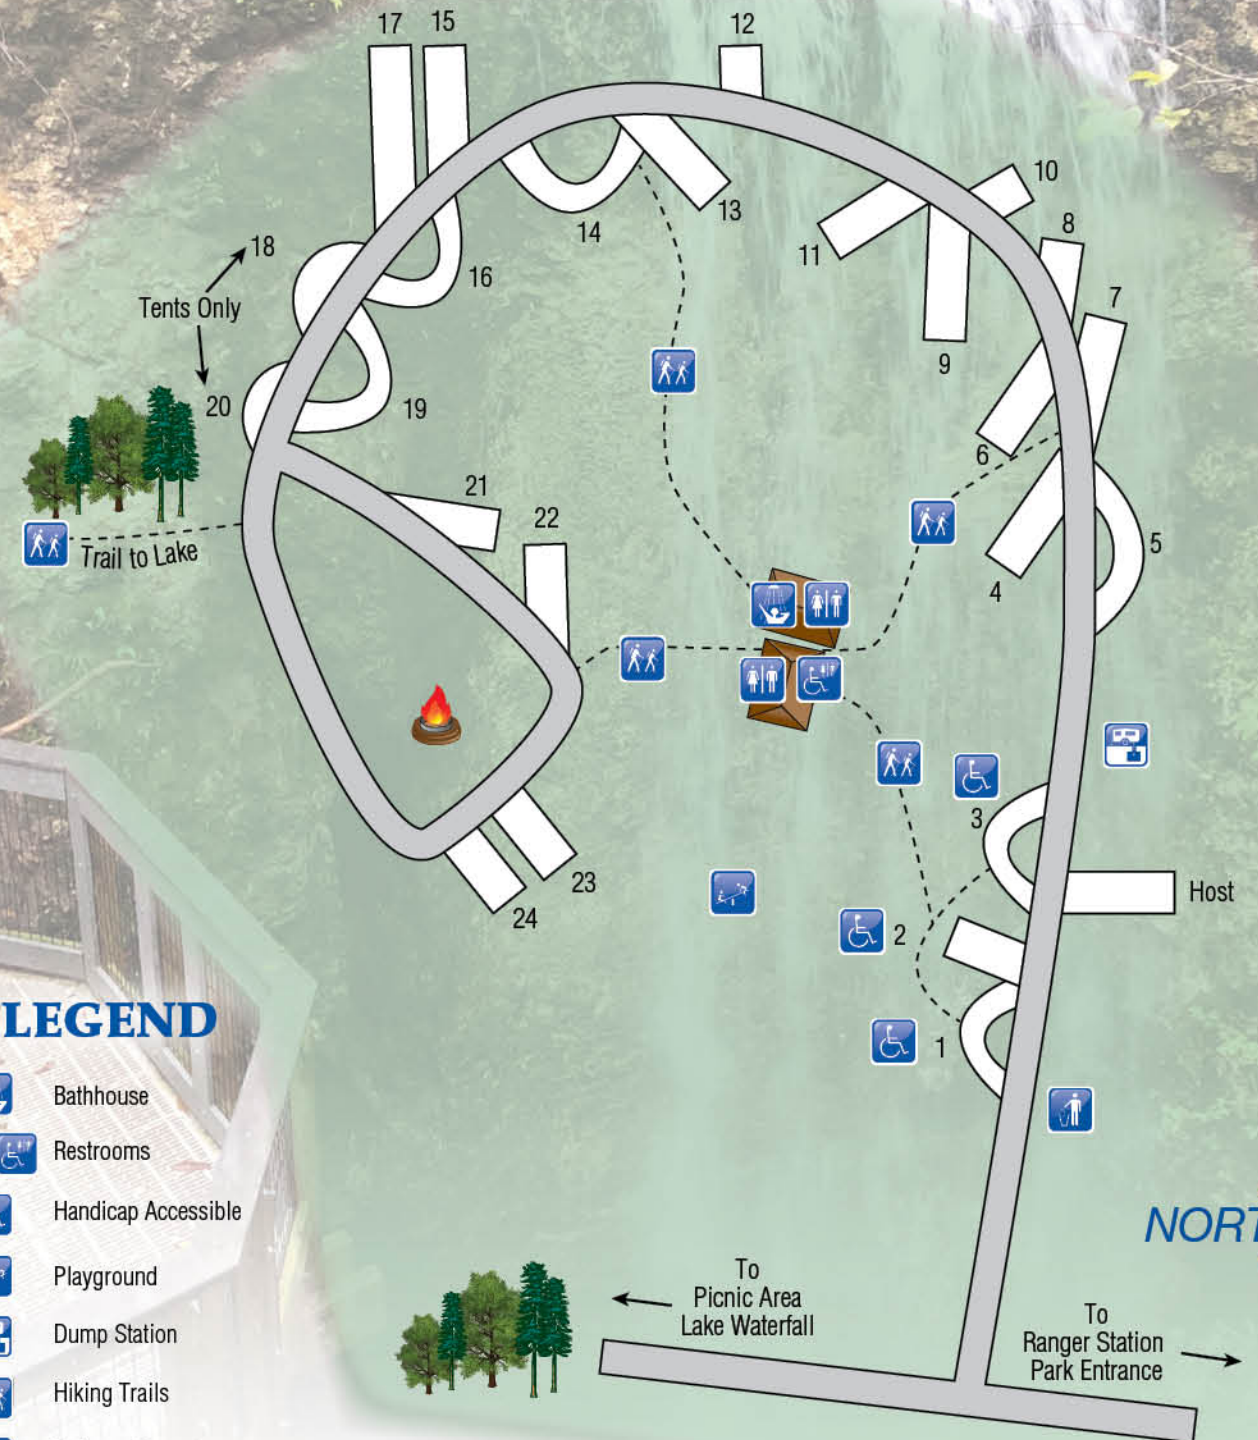 17
15
12
10
13
8
14
11
18
16
7
Tents Only
9
20
19
6
21
22
5
Trail to Lake
4
3
23
Host
24
2
LEGEND
1
Bathhouse
Restrooms
Handicap Accessible
NORT
Playground
To
Picnic Area
Lake Waterfall
To
Ranger Station
Park Entrance
Dump Station
Hiking Trails